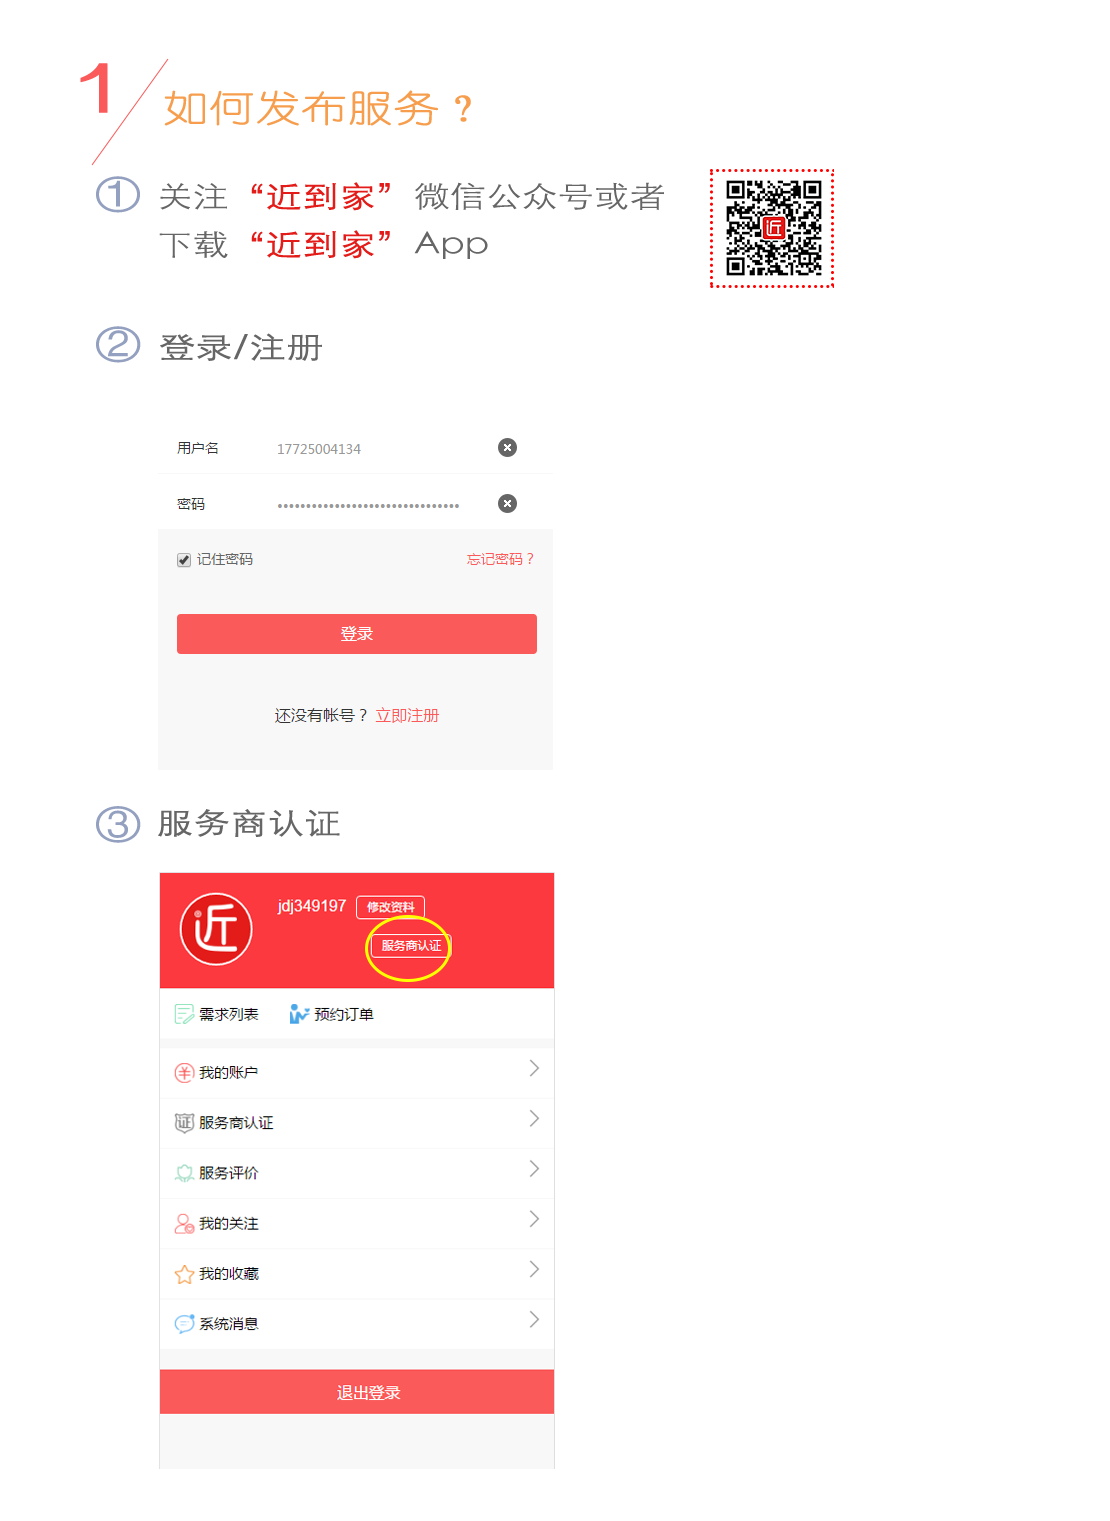 1
如何发布服务？
① 关注“近到家”微信公众号或者
下载“近到家”App
近
② 登录/注册
用户名 17725004134
密码 ••••••••••••••••••••••••••••••••
记住密码 忘记密码？
登录
还没有帐号？立即注册
③ 服务商认证
近
jdj349197 修改资料
服务商认证
需求列表 预约订单
我的账户
证 服务商认证
服务评价
我的关注
我的收藏
系统消息
退出登录